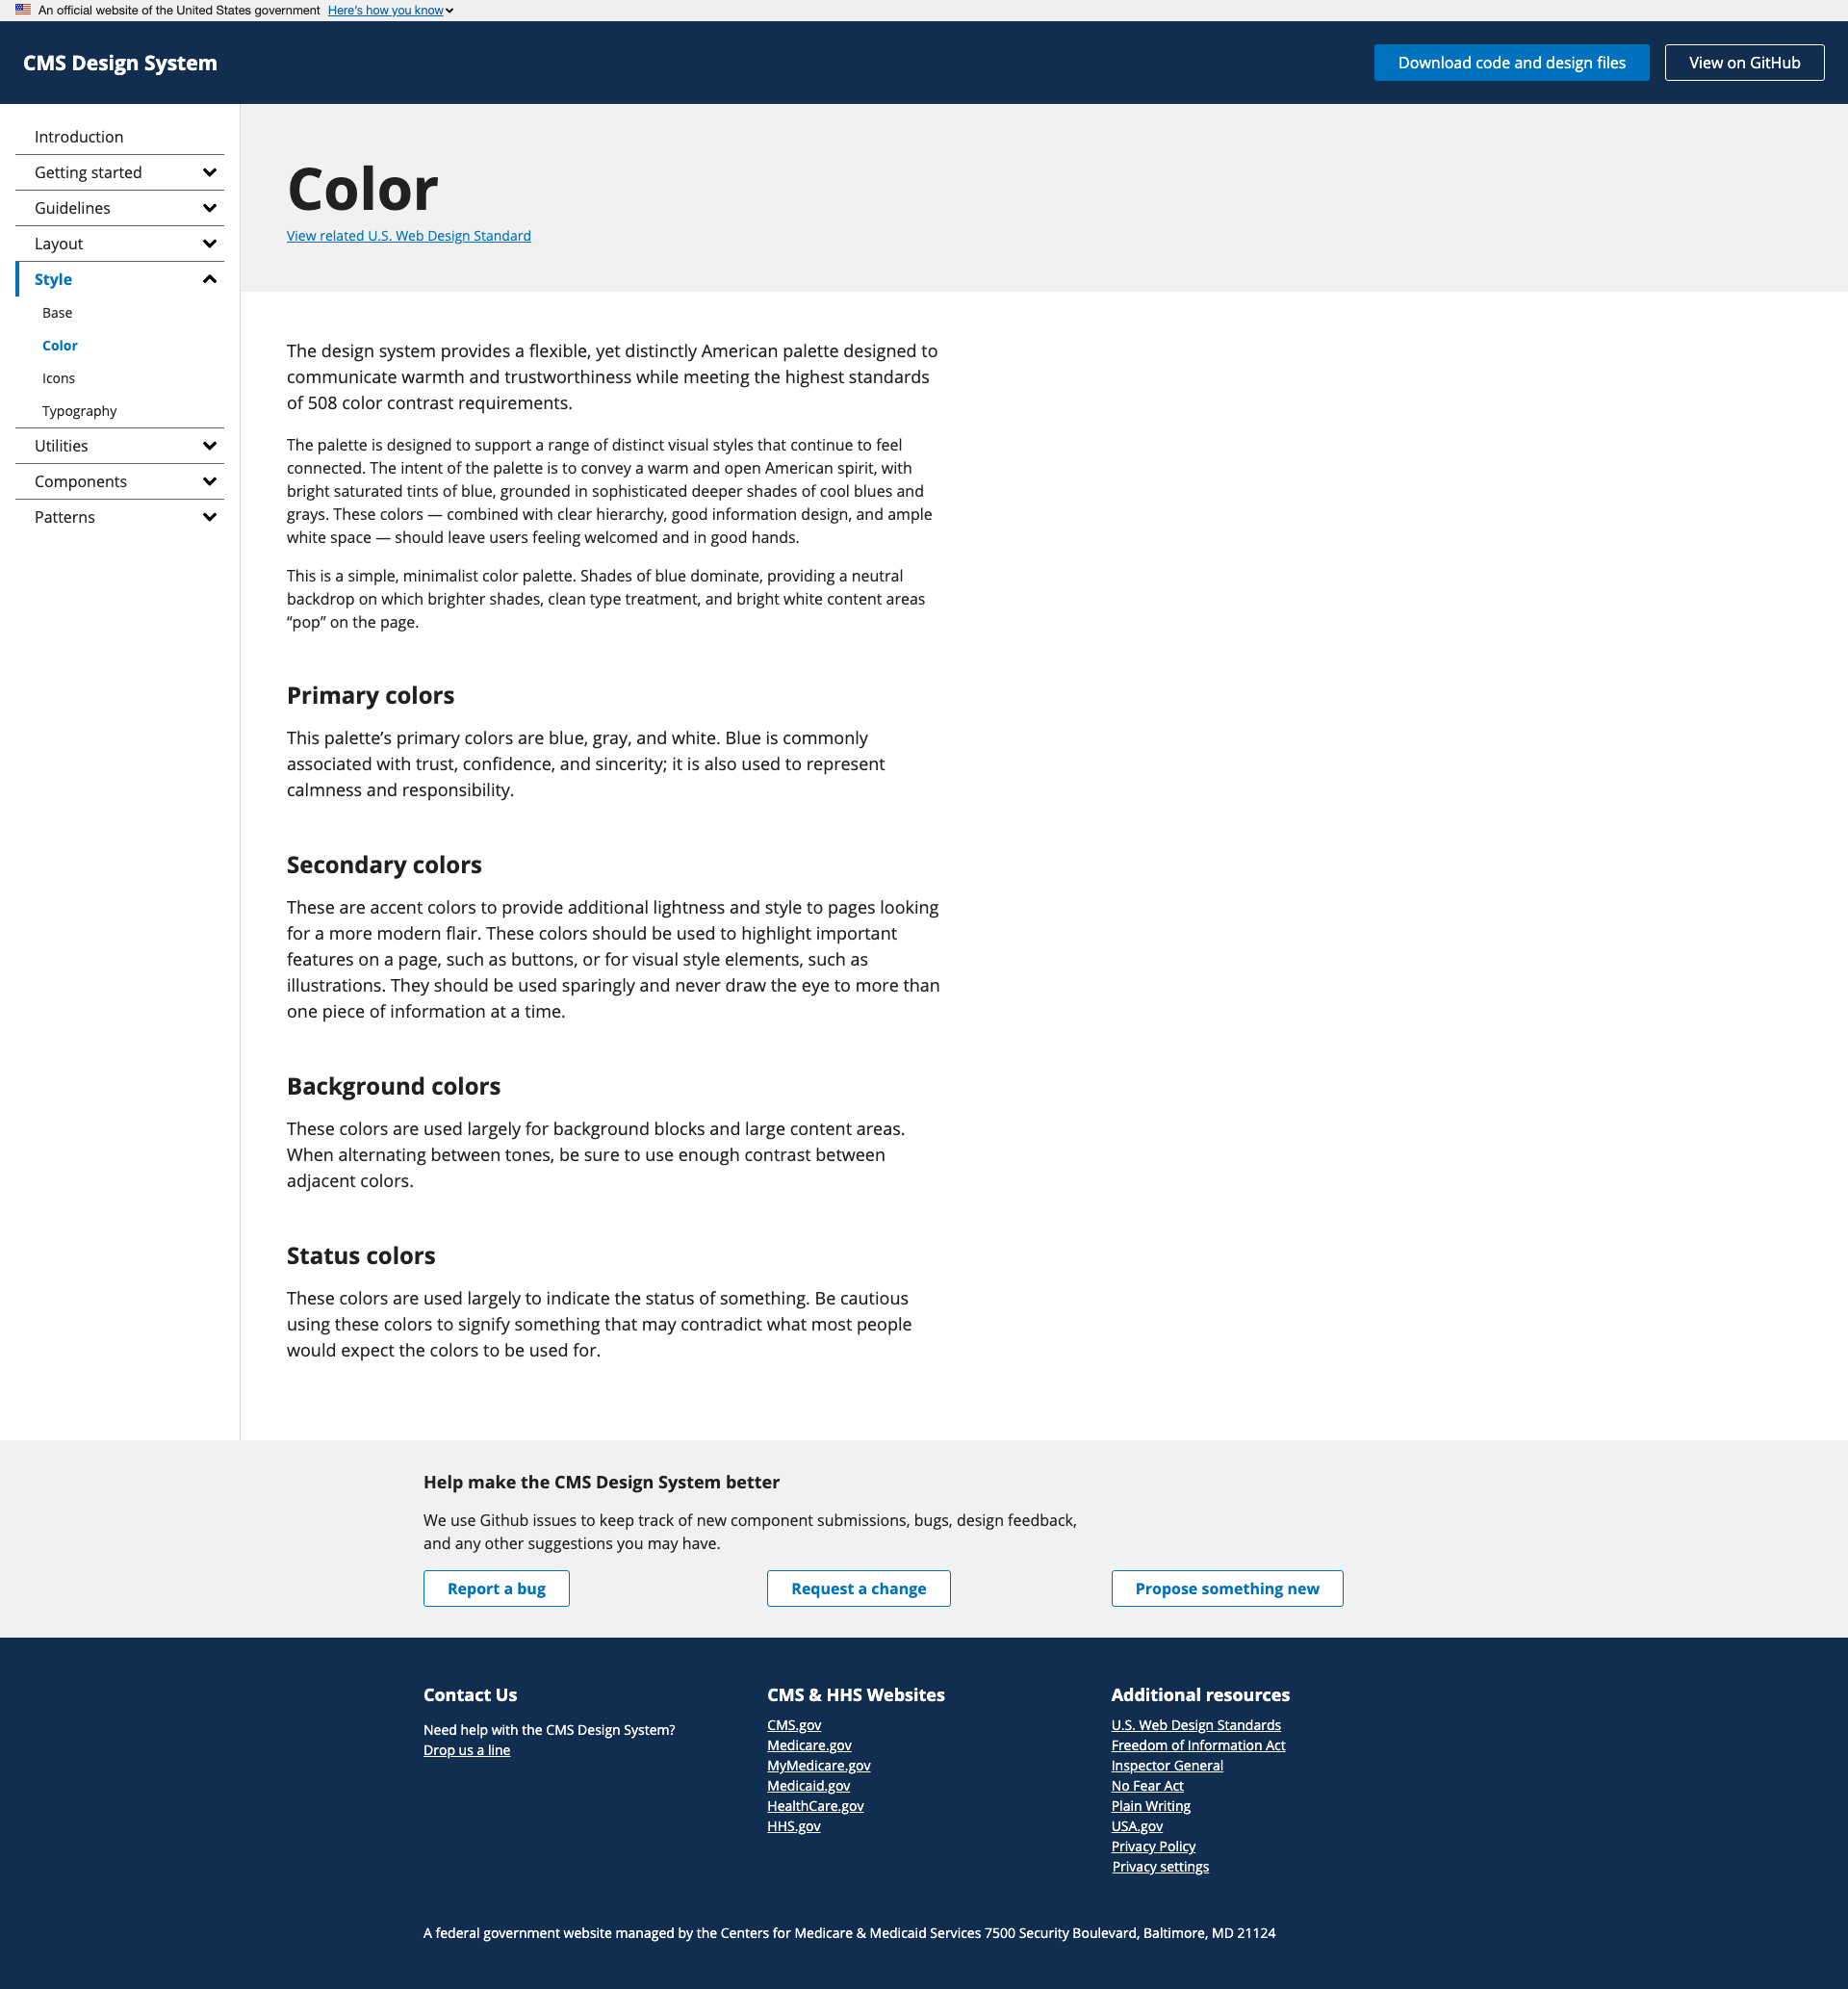 An official website of the United States government Here's how you know
CMS Design System
Download code and design files
View on GitHub
Introduction
Getting started
Guidelines
Layout
Style
Base
Color
Icons
Typography
Utilities
Components
Patterns
Color
View related U.S. Web Design Standard
The design system provides a flexible, yet distinctly American palette designed to
communicate warmth and trustworthiness while meeting the highest standards
of 508 color contrast requirements.
The palette is designed to support a range of distinct visual styles that continue to feel
connected. The intent of the palette is to convey a warm and open American spirit, with
bright saturated tints of blue, grounded in sophisticated deeper shades of cool blues and
grays. These colors — combined with clear hierarchy, good information design, and ample
white space — should leave users feeling welcomed and in good hands.
This is a simple, minimalist color palette. Shades of blue dominate, providing a neutral
backdrop on which brighter shades, clean type treatment, and bright white content areas
“pop” on the page.
Primary colors
This palette’s primary colors are blue, gray, and white. Blue is commonly
associated with trust, confidence, and sincerity; it is also used to represent
calmness and responsibility.
Secondary colors
These are accent colors to provide additional lightness and style to pages looking
for a more modern flair. These colors should be used to highlight important
features on a page, such as buttons, or for visual style elements, such as
illustrations. They should be used sparingly and never draw the eye to more than
one piece of information at a time.
Background colors
These colors are used largely for background blocks and large content areas.
When alternating between tones, be sure to use enough contrast between
adjacent colors.
Status colors
These colors are used largely to indicate the status of something. Be cautious
using these colors to signify something that may contradict what most people
would expect the colors to be used for.
Help make the CMS Design System better
We use Github issues to keep track of new component submissions, bugs, design feedback,
and any other suggestions you may have.
Report a bug
Request a change
Propose something new
Contact Us
Need help with the CMS Design System?
Drop us a line
CMS & HHS Websites
CMS.gov
Medicare.gov
MyMedicare.gov
Medicaid.gov
HealthCare.gov
HHS.gov
Additional resources
U.S. Web Design Standards
Freedom of Information Act
Inspector General
No Fear Act
Plain Writing
USA.gov
Privacy Policy
Privacy settings
A federal government website managed by the Centers for Medicare & Medicaid Services 7500 Security Boulevard, Baltimore, MD 21124